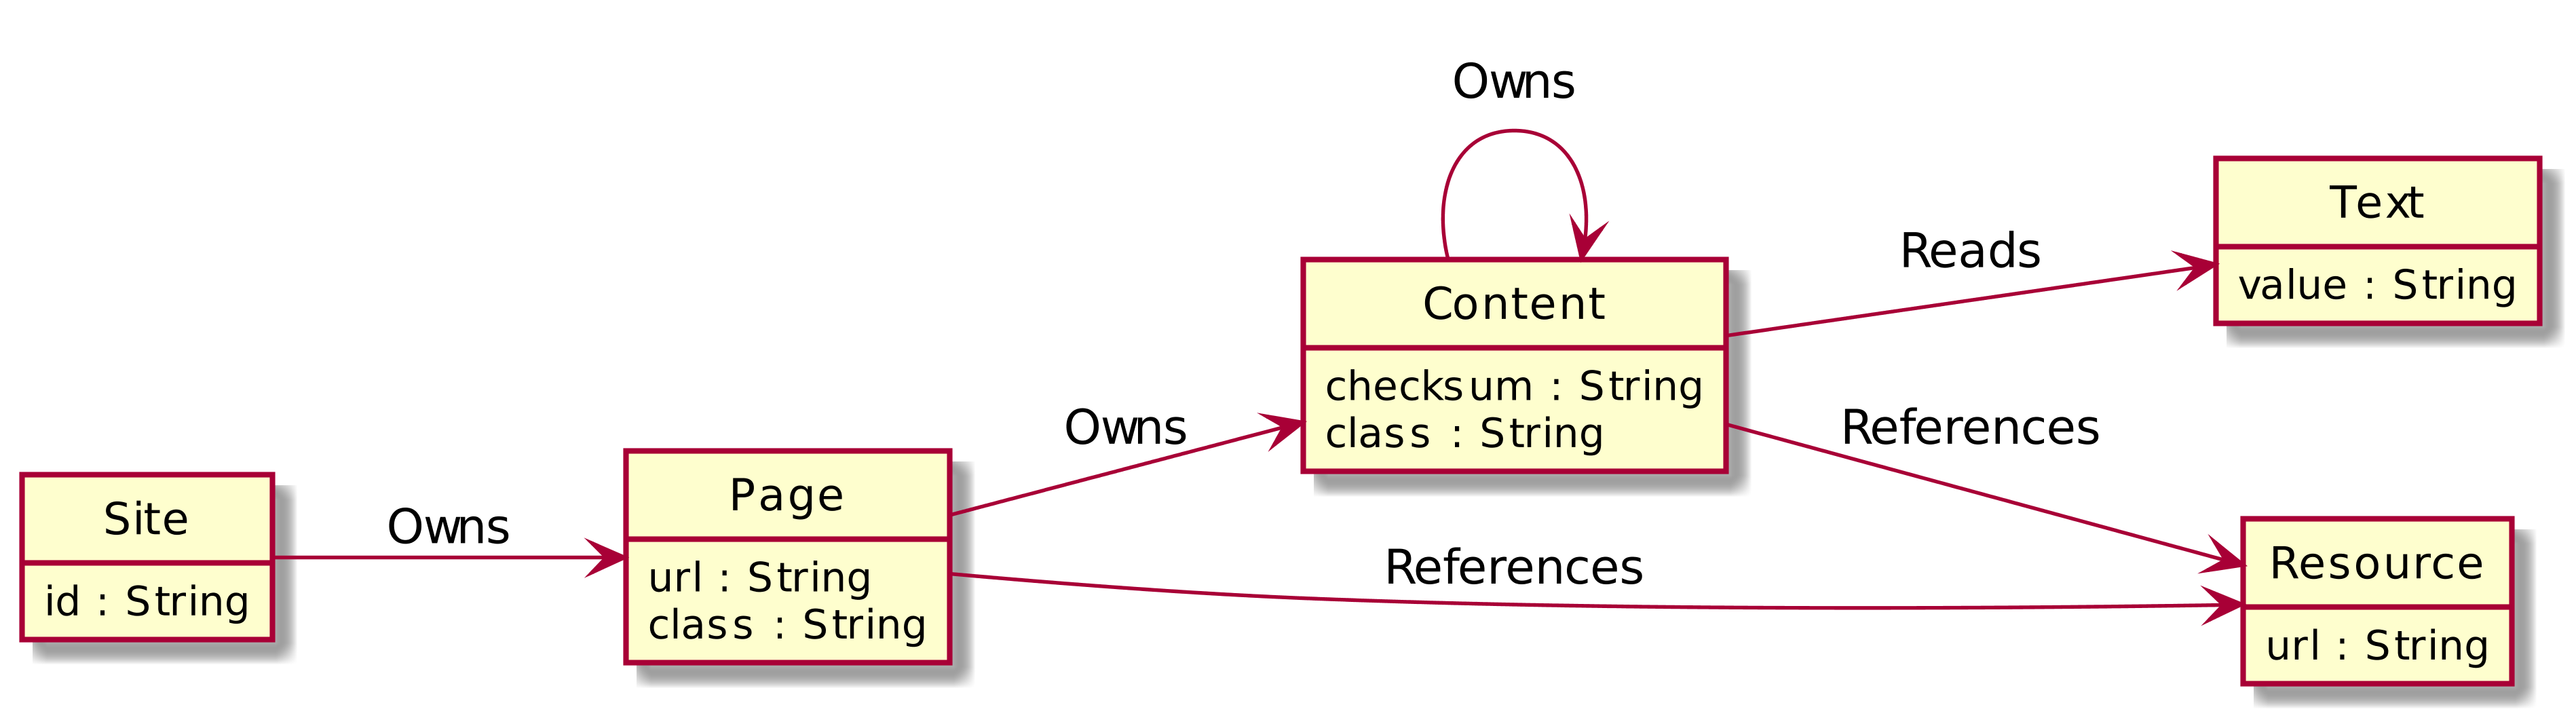 Site
id : String
Owns
Page
url : String
class : String
Owns
Owns
Content
checksum : String
class : String
References
Reads
References
Text
value : String
Resource
url : String